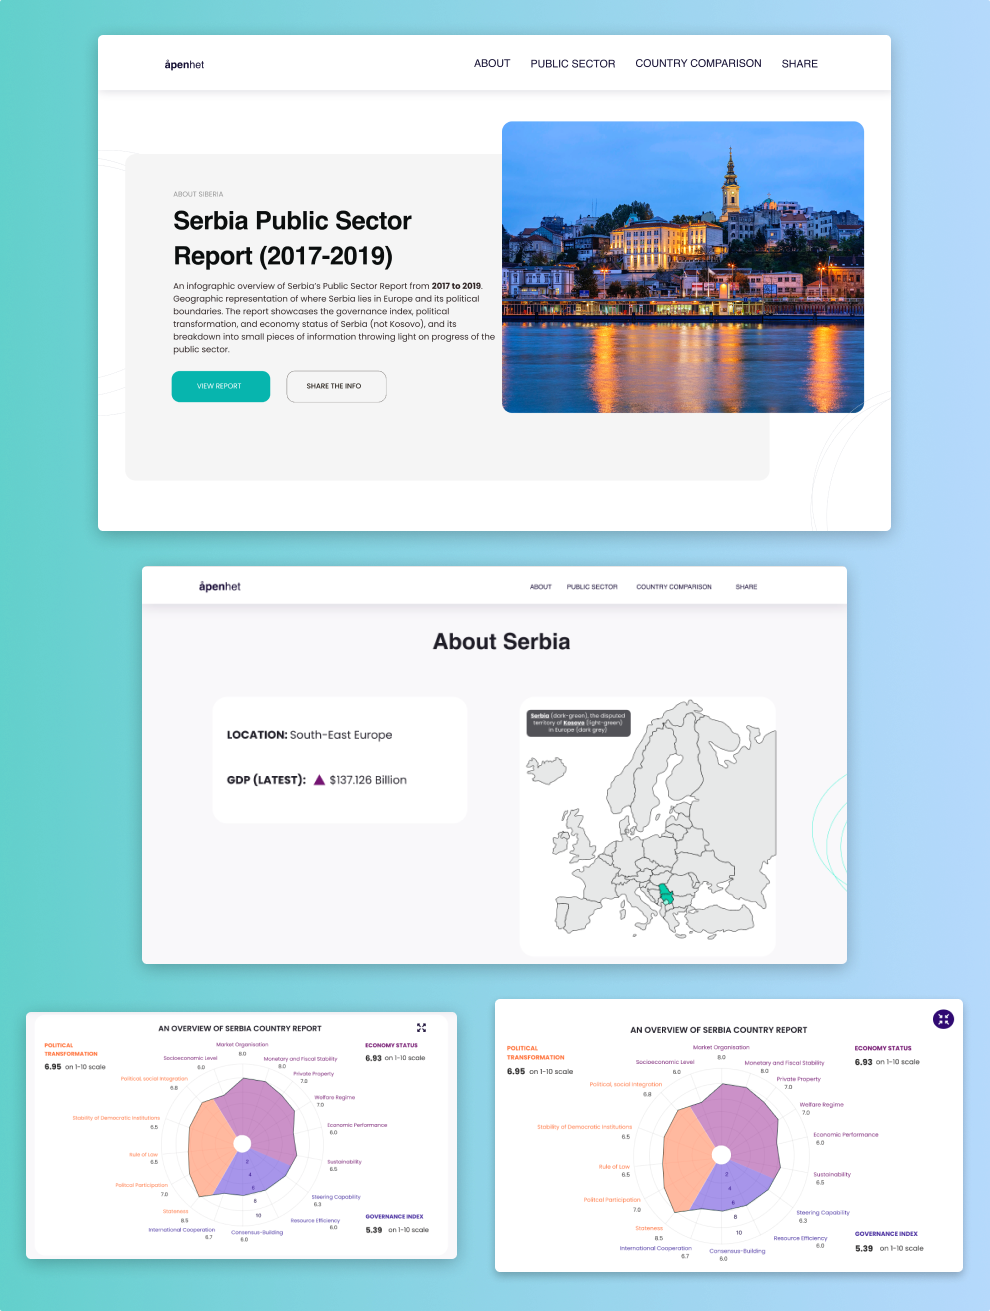 åpenhet
ABOUT PUBLIC SECTOR COUNTRY COMPARISON SHARE
ABOUT SIBERIA
Serbia Public Sector
Report (2017-2019)
An infographic overview of Serbia's Public Sector Report from 2017 to 2019.
Geographic representation of where Serbia lies in Europe and its political
boundaries. The report showcases the governance index, political
transformation, and economy status of Serbia (not Kosovo), and its
breakdown into small pieces of information throwing light on progress of the
public sector.
VIEW REPORT
SHARE THE INFO
åpenhet
ABOUT PUBLIC SECTOR COUNTRY COMPARISON SHARE
About Serbia
LOCATION: South-East Europe
GDP (LATEST): $137.126 Billion
Serbia (dark-green), the disputed
territory of Kosovo (light-green)
in Europe (dark grey)
AN OVERVIEW OF SERBIA COUNTRY REPORT
POLITICAL
TRANSFORMATION
6.95 on 1-10 scale
ECONOMY STATUS
6.93 on 1-10 scale
Market Organisation
8.0
Monetary and Fiscal Stability
8.0
Private Property
7.0
Welfare Regime
7.0
Economic Performance
6.0
Sustainability
6.5
Steering Capability
6.3
Resource Efficiency
6.0
Consensus-Building
6.0
International Cooperation
6.7
Stateness
8.5
Political Participation
7.0
Rule of Law
6.5
Stability of Democratic Institutions
6.5
Political, social integration
6.8
Socioeconomic Level
6.0
2
4
6
8
10
GOVERNANCE INDEX
5.39 on 1-10 scale
AN OVERVIEW OF SERBIA COUNTRY REPORT
POLITICAL
TRANSFORMATION
6.95 on 1-10 scale
ECONOMY STATUS
6.93 on 1-10 scale
Market Organisation
8.0
Monetary and Fiscal Stability
8.0
Private Property
7.0
Welfare Regime
7.0
Economic Performance
6.0
Sustainability
6.5
Steering Capability
6.3
Resource Efficiency
6.0
Consensus-Building
6.0
International Cooperation
6.7
Stateness
8.5
Political Participation
7.0
Rule of Law
6.5
Stability of Democratic Institutions
6.5
Political, social integration
6.8
Socioeconomic Level
6.0
2
4
6
8
10
GOVERNANCE INDEX
5.39 on 1-10 scale